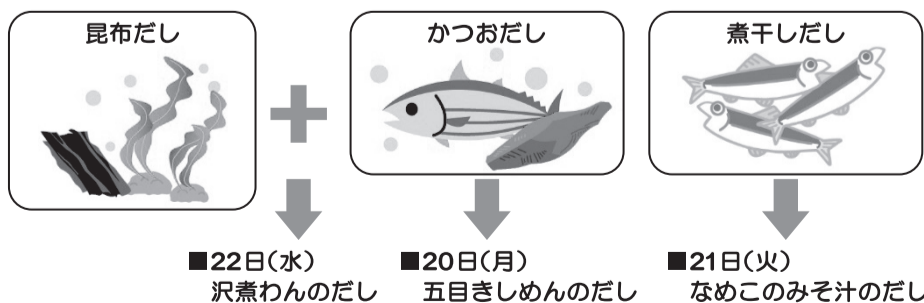 昆布だし
かつおだし
煮干しだし
■22日(水)
沢煮わんのだし
■20日(月)
五目きしめんのだし
■21日(火)
なめこのみそ汁のだし